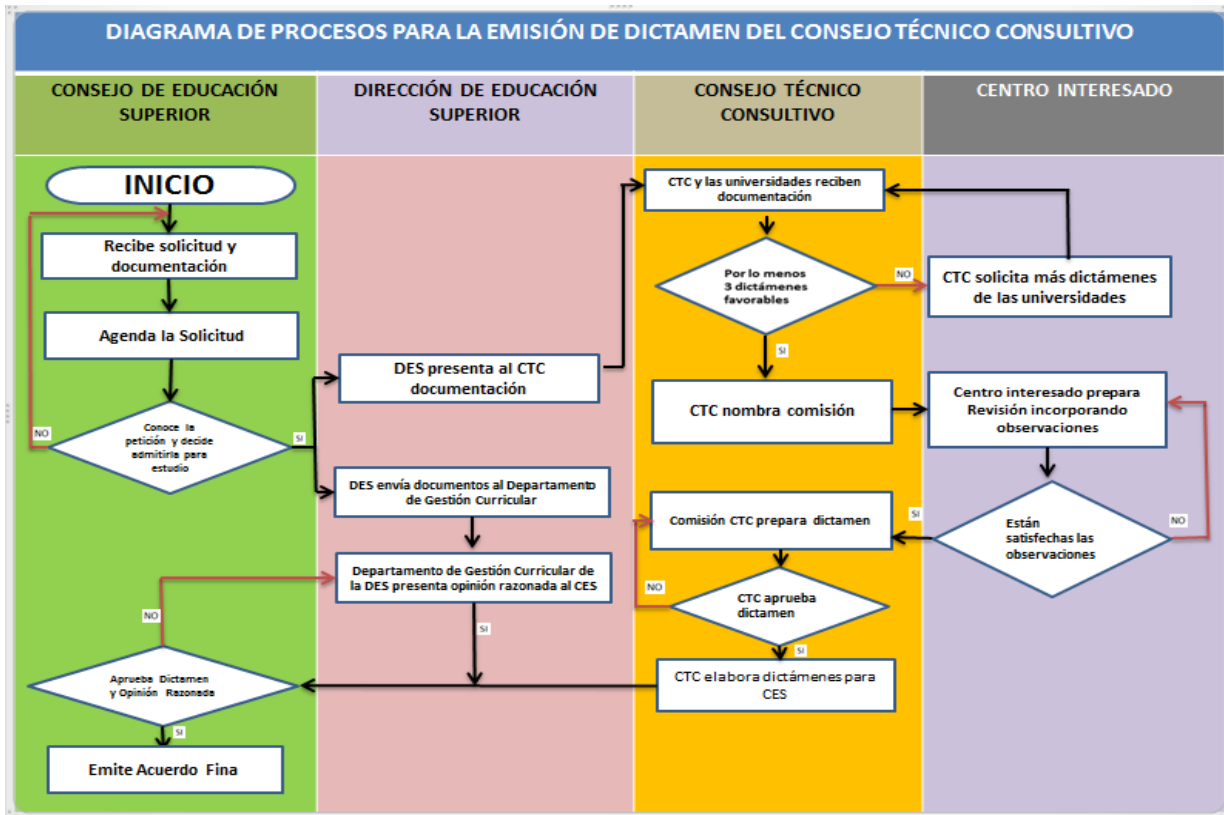 DIAGRAMA DE PROCESOS PARA LA EMISIÓN DE DICTAMEN DEL CONSEJO TÉCNICO CONSULTIVO
CONSEJO DE EDUCACIÓN
SUPERIOR
DIRECCIÓN DE EDUCACIÓN
SUPERIOR
CONSEJO TÉCNICO
CONSULTIVO
CENTRO INTERESADO
INICIO
Recibe solicitud y
documentación
Agenda la Solicitud
Conoce la
petición y decide
admitirla para
estudio
NO
SI
DES presenta al CTC
documentación
DES envía documentos al Departamento
de Gestión Curricular
Departamento de Gestión Curricular de
la DES presenta opinión razonada al CES
SI
NO
Aprueba Dictamen
y Opinión Razonada
SI
Emite Acuerdo Fina
CTC y las universidades reciben
documentación
Por lo menos
3 dictámenes
favorables
NO
SI
CTC solicita más dictámenes
de las universidades
CTC nombra comisión
Centro interesado prepara
Revisión incorporando
observaciones
Están
satisfechas las
observaciones
NO
SI
Comisión CTC prepara dictamen
CTC aprueba
dictamen
NO
SI
CTC elabora dictámenes para
CES